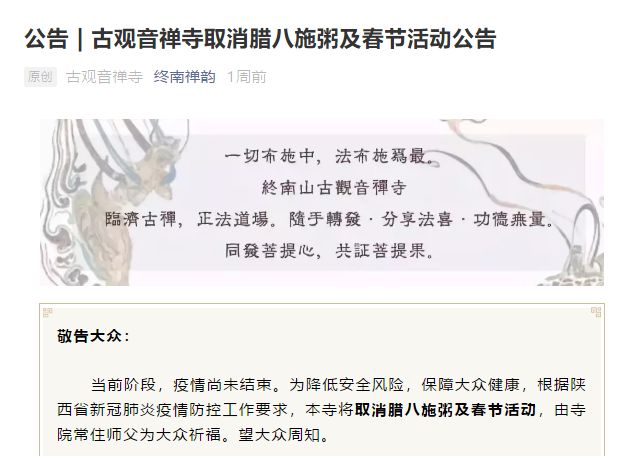 公告 | 古观音禅寺取消腊八施粥及春节活动公告
原创 古观音禅寺 终南禅韵 1周前
一切布施中，法布施爲最。
終南山古觀音禪寺
臨濟古禪，正法道場。隨手轉發·分享法喜·功德無量。
同發菩提心，共証菩提果。
敬告大众：
当前阶段，疫情尚未结束。为降低安全风险，保障大众健康，根据陕
西省新冠肺炎疫情防控工作要求，本寺将取消腊八施粥及春节活动，由寺
院常住师父为大众祈福。望大众周知。